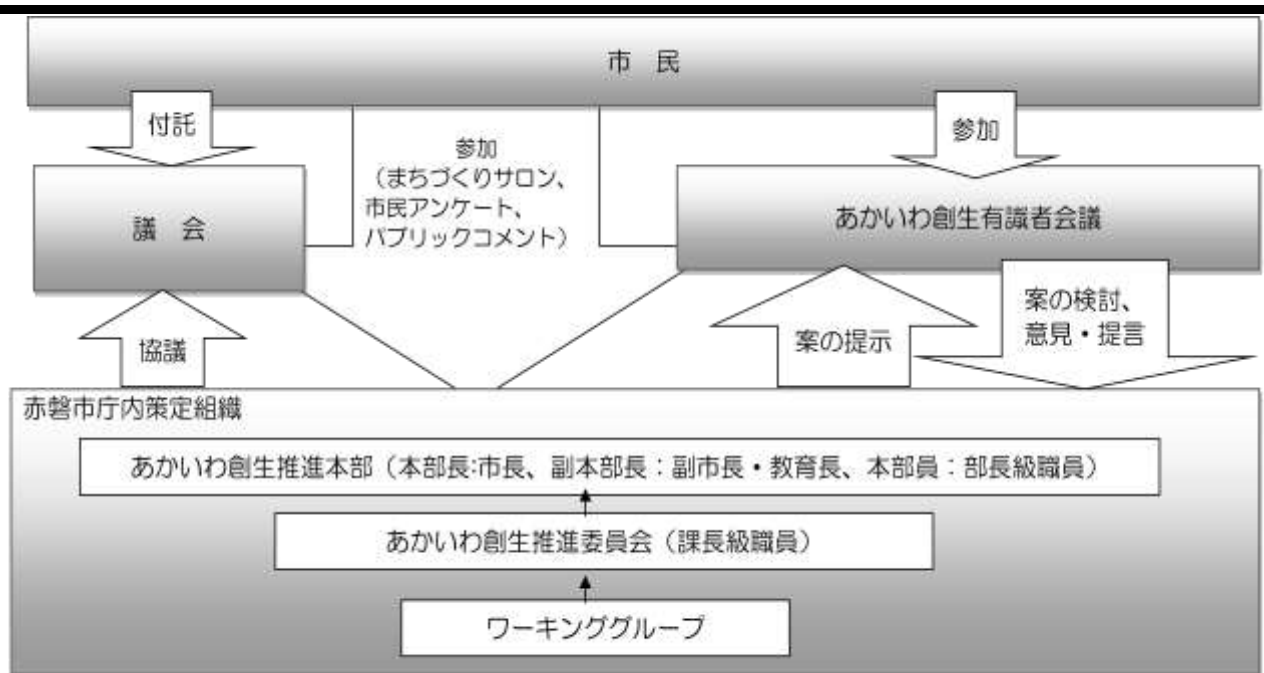 市　民
付託
参加
（まちづくりサロン、
市民アンケート、
パブリックコメント）
参加
議　会
あかいわ創生有識者会議
協議
案の提示
案の検討、
意見・提言
赤磐市庁内策定組織
あかいわ創生推進本部（本部長:市長、副本部長：副市長・教育長、本部員：部長級職員）
あかいわ創生推進委員会（課長級職員）
ワーキンググループ